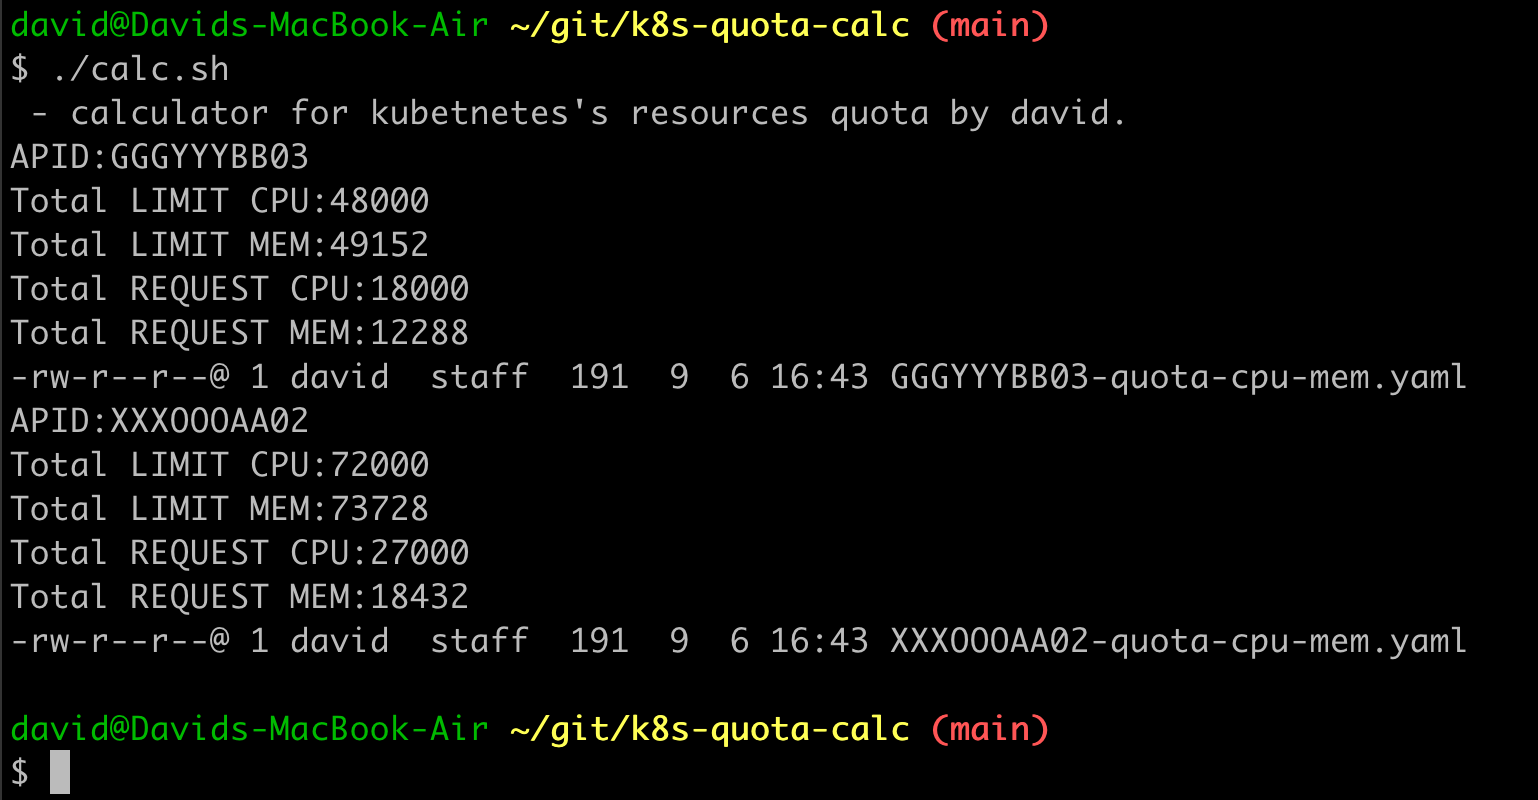 david@Davids-MacBook-Air ~/git/k8s-quota-calc (main)
$ ./calc.sh
 - calculator for kubetnetes's resources quota by david.
APID:GGGYYYBB03
Total LIMIT CPU:48000
Total LIMIT MEM:49152
Total REQUEST CPU:18000
Total REQUEST MEM:12288
-rw-r--r--@ 1 david  staff  191  9  6 16:43 GGGYYYBB03-quota-cpu-mem.yaml
APID:XXXOOOAA02
Total LIMIT CPU:72000
Total LIMIT MEM:73728
Total REQUEST CPU:27000
Total REQUEST MEM:18432
-rw-r--r--@ 1 david  staff  191  9  6 16:43 XXXOOOAA02-quota-cpu-mem.yaml
david@Davids-MacBook-Air ~/git/k8s-quota-calc (main)
$